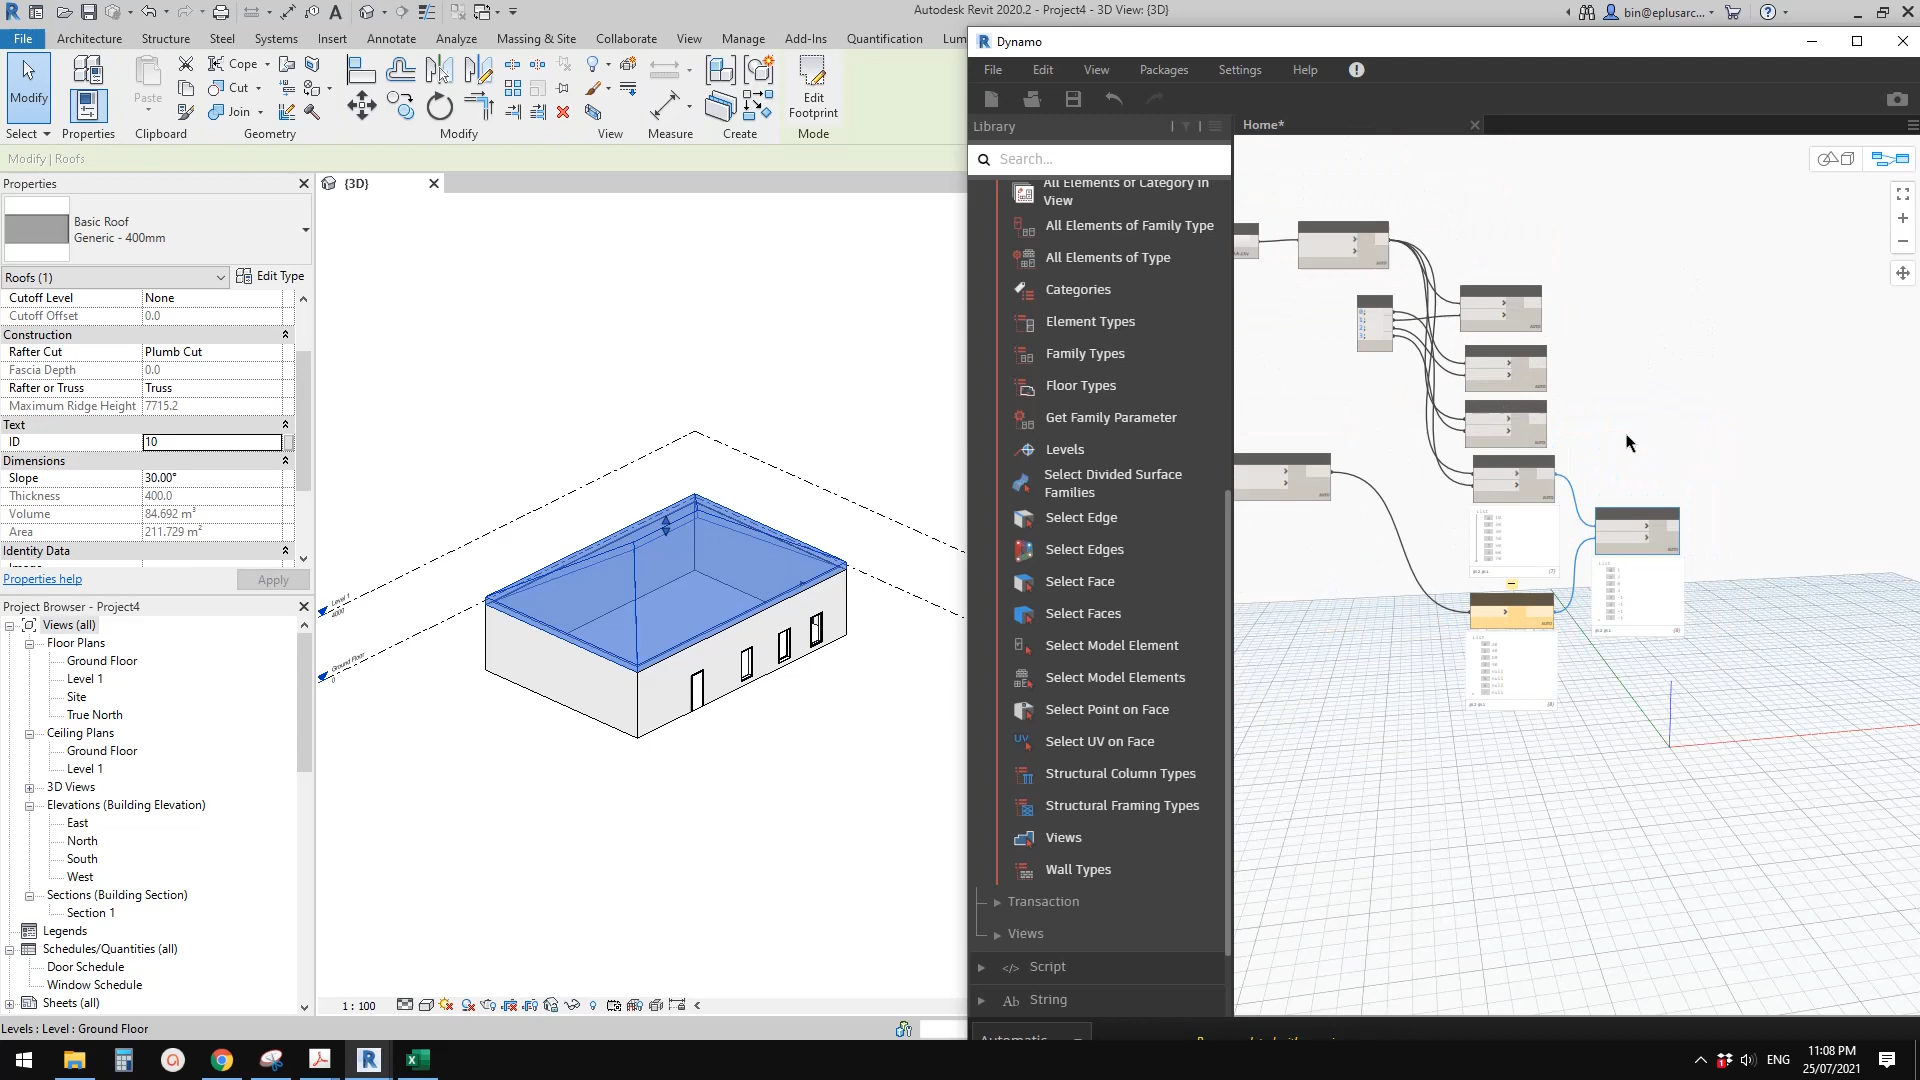 Autodesk Revit 2020.2 - Project4 - 3D View: {3D}
bin@eplusarc...
File Architecture Structure Steel Systems Insert Annotate Analyze Massing & Site Collaborate View Manage Add-Ins Quantification Lum
Modify
Paste
Cope
Cut
Join
Edit
Footprint
Select Properties Clipboard Geometry Modify View Measure Create Mode
Modify | Roofs
Properties
Basic Roof
Generic - 400mm
Roofs (1)
Edit Type
Cutoff Level None
Cutoff Offset 0.0
Construction
Rafter Cut Plumb Cut
Fascia Depth 0.0
Rafter or Truss Truss
Maximum Ridge Height 7715.2
Text
ID 10
Dimensions
Slope 30.00°
Thickness 400.0
Volume 84.692 m³
Area 211.729 m²
Identity Data
Properties help
Apply
Project Browser - Project4
Views (all)
Floor Plans
Ground Floor
Level 1
Site
True North
Ceiling Plans
Ground Floor
Level 1
3D Views
Elevations (Building Elevation)
East
North
South
West
Sections (Building Section)
Section 1
Legends
Schedules/Quantities (all)
Door Schedule
Window Schedule
Sheets (all)
{3D}
Level 1
4000
Ground Floor
0
1 : 100
Levels : Level : Ground Floor
Dynamo
File Edit View Packages Settings Help
Library
Search...
All Elements of Category In
View
All Elements of Family Type
All Elements of Type
Categories
Element Types
Family Types
Floor Types
Get Family Parameter
Levels
Select Divided Surface
Families
Select Edge
Select Edges
Select Face
Select Faces
Select Model Element
Select Model Elements
Select Point on Face
Select UV on Face
Structural Column Types
Structural Framing Types
Views
Wall Types
Transaction
Views
Script
String
Automatic
Home*
AUTO
ENG
11:08 PM
25/07/2021